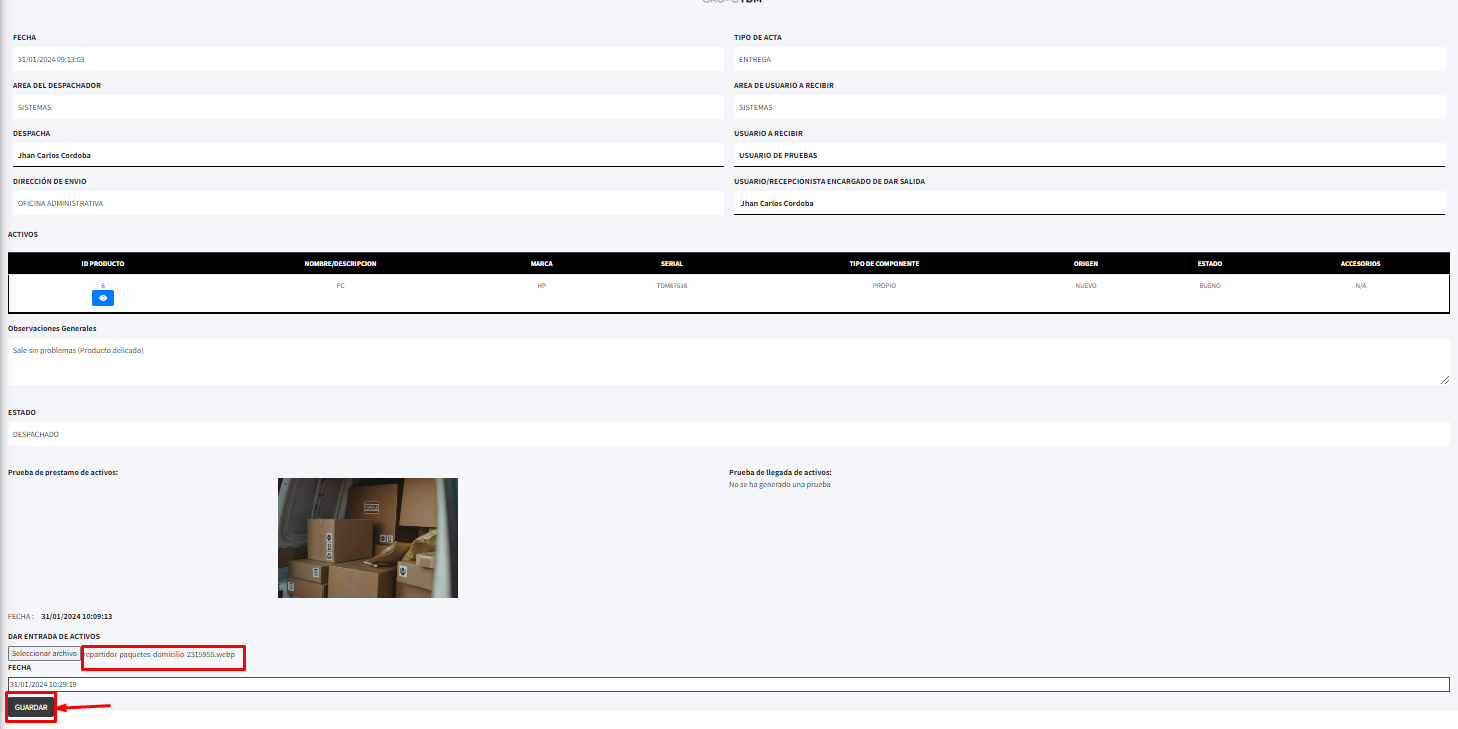 FECHA
TIPO DE ACTA
31/01/2024 09:13:03
ENTREGA
AREA DEL DESPACHADOR
AREA DE USUARIO A RECIBIR
SISTEMAS
SISTEMAS
DESPACHA
USUARIO A RECIBIR
Jhan Carlos Cordoba
USUARIO DE PRUEBAS
DIRECCIÓN DE ENVIO
USUARIO/RECEPCIONISTA ENCARGADO DE DAR SALIDA
OFICINA ADMINISTRATIVA
Jhan Carlos Cordoba
ACTIVOS
ID PRODUCTO NOMBRE/DESCRIPCION MARCA SERIAL TIPO DE COMPONENTE ORIGEN ESTADO ACCESORIOS
6 PC HP TDM67516 PROPIO NUEVO BUENO N/A
Observaciones Generales
Sale sin problemas (Producto delicado)
ESTADO
DESPACHADO
Prueba de prestamo de activos:
Prueba de llegada de activos:
No se ha generado una prueba
FECHA : 31/01/2024 10:09:13
DAR ENTRADA DE ACTIVOS
Seleccionar archivo repartidor-paquetes-domicilio-2315955.webp
FECHA
31/01/2024 10:29:19
GUARDAR